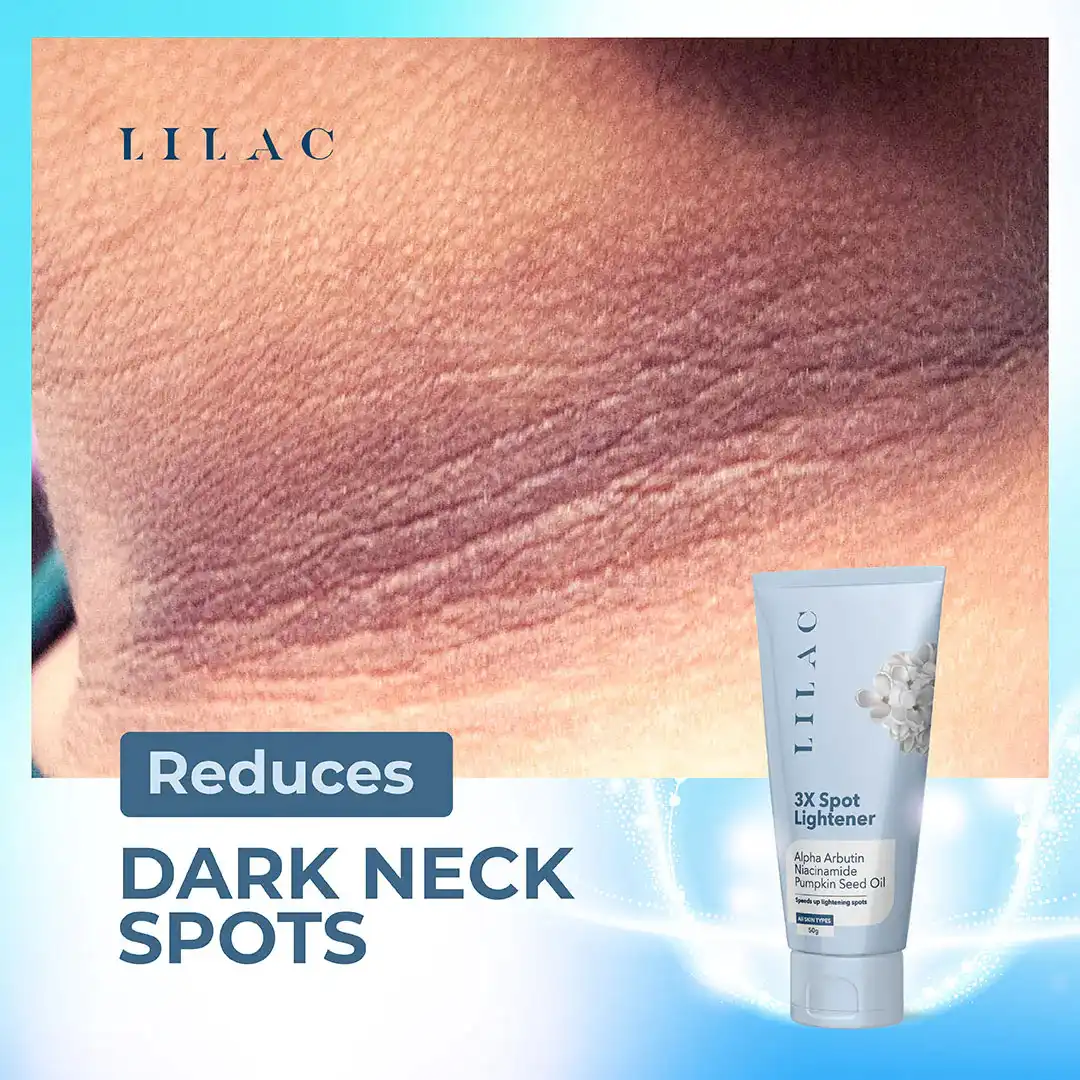 LILAC
Reduces
DARK NECK
SPOTS
LILAC
3X Spot
Lightener
Alpha Arbutin
Niacinamide
Pumpkin Seed Oil
Speeds up lightening spots
All SKIN TYPES
50g